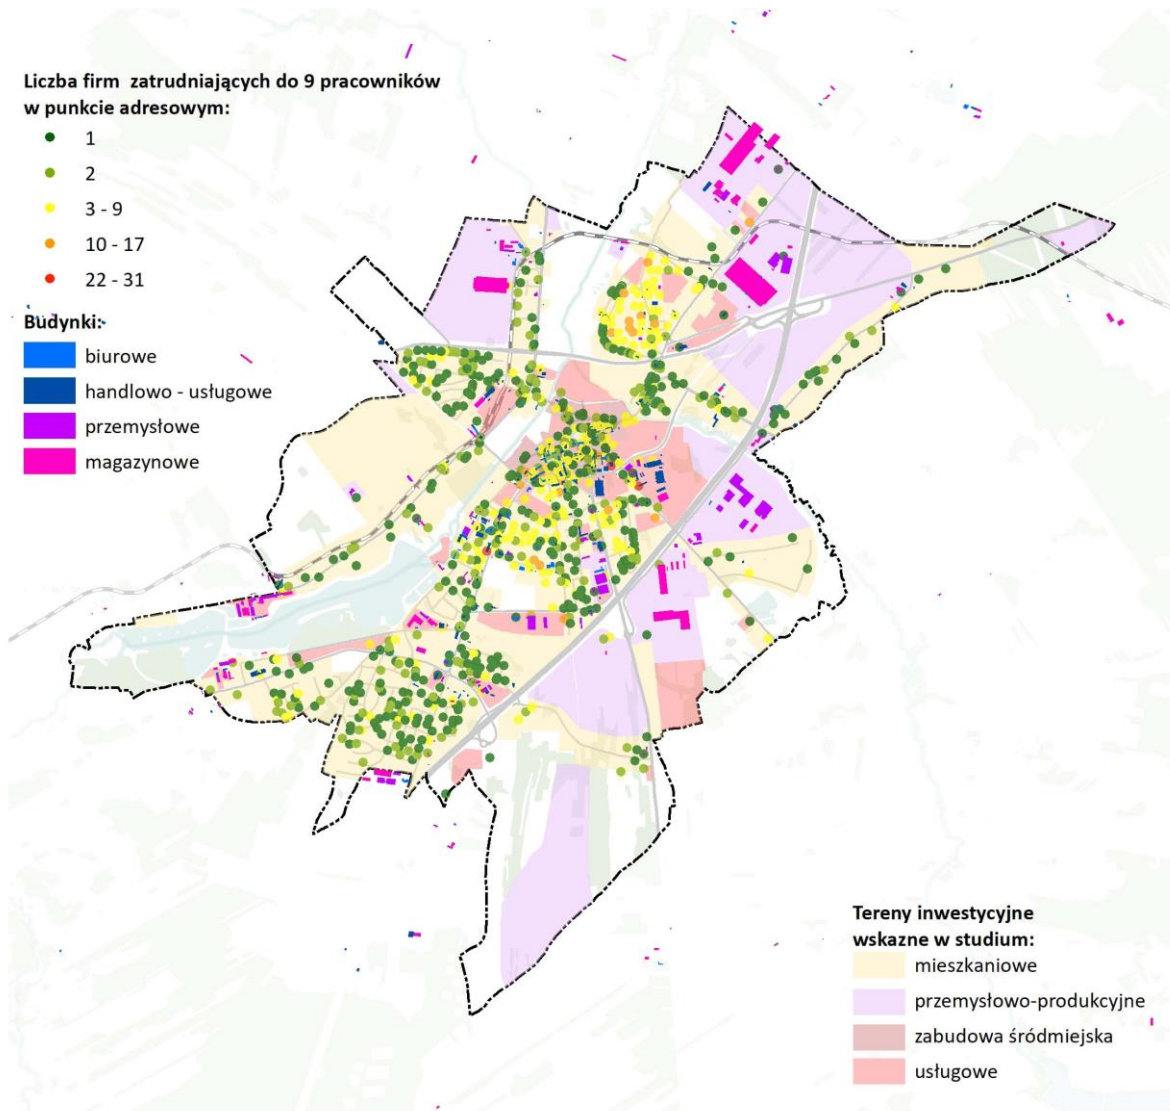 Liczba firm zatrudniających do 9 pracowników
w punkcie adresowym:
1
2
3 - 9
10 - 17
22 - 31
Budynki:
biurowe
handlowo - usługowe
przemysłowe
magazynowe
Tereny inwestycyjne
wskazne w studium:
mieszkaniowe
przemysłowo-produkcyjne
zabudowa śródmiejska
usługowe